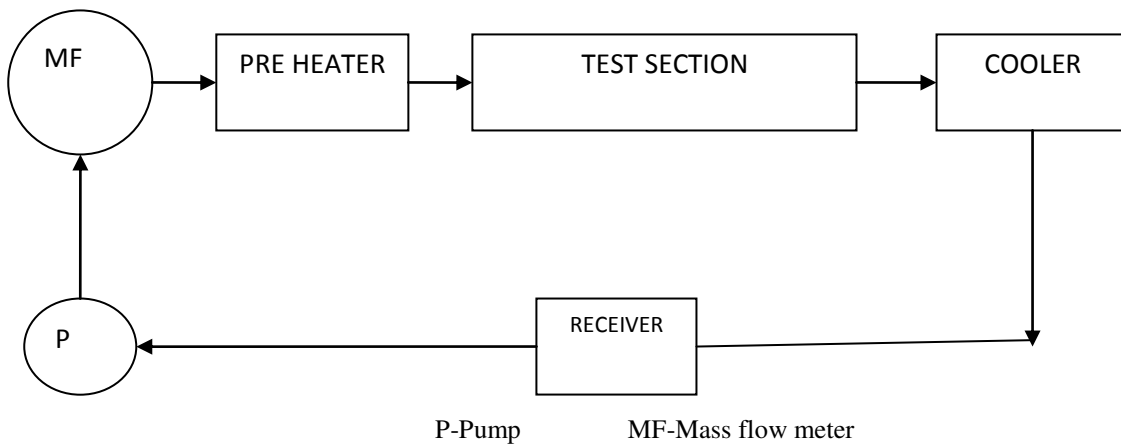 MF
PRE HEATER
TEST SECTION
COOLER
P
RECEIVER
P-Pump MF-Mass flow meter